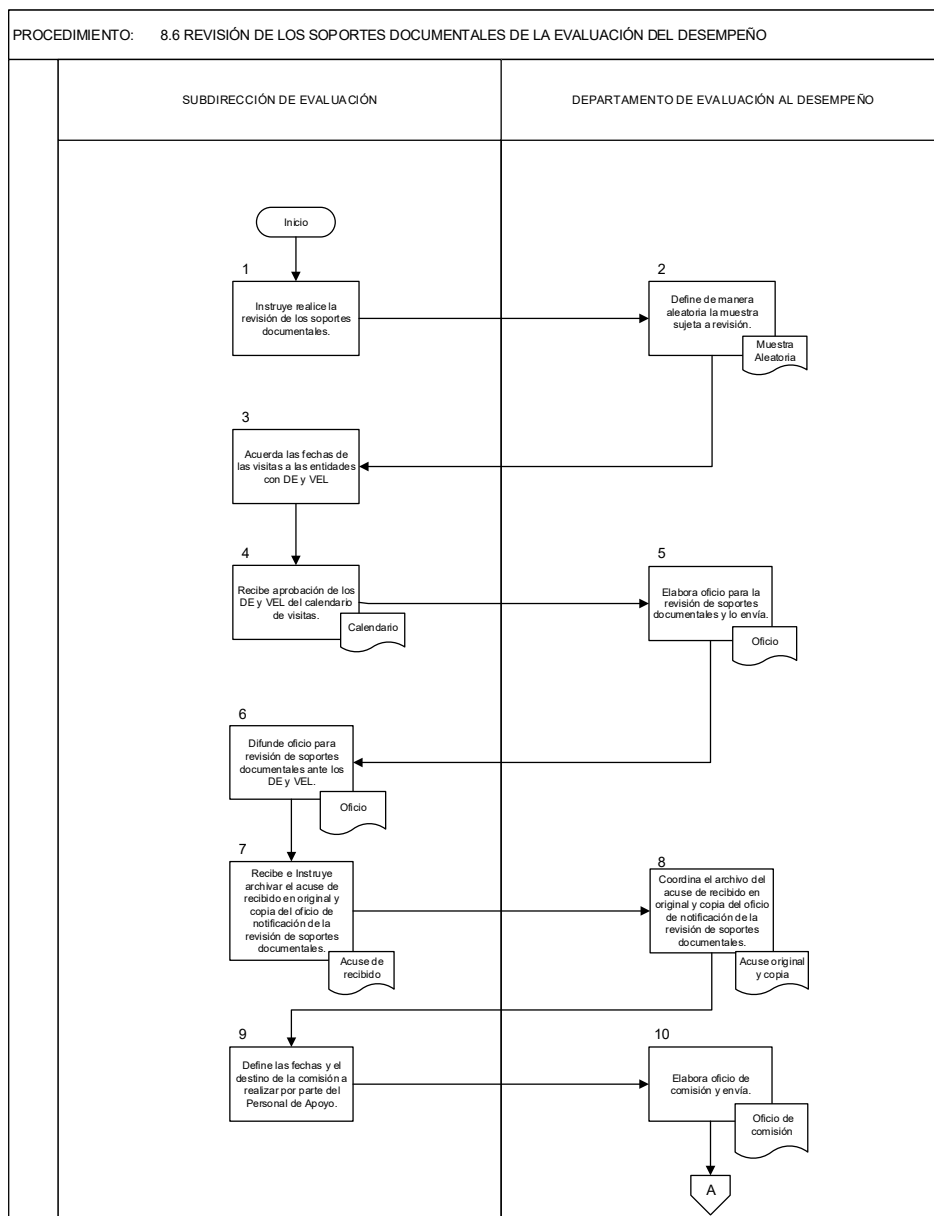 PROCEDIMIENTO: 8.6 REVISIÓN DE LOS SOPORTES DOCUMENTALES DE LA EVALUACIÓN DEL DESEMPEÑO
SUBDIRECCIÓN DE EVALUACIÓN
DEPARTAMENTO DE EVALUACIÓN AL DESEMPEÑO
Inicio
1
Instruye realice la
revisión de los soportes
documentales.
2
Define de manera
aleatoria la muestra
sujeta a revisión.
Muestra
Aleatoria
3
Acuerda las fechas de
las visitas a las entidades
con DE y VEL
4
Recibe aprobación de los
DE y VEL del calendario
de visitas.
Calendario
5
Elabora oficio para la
revisión de soportes
documentales y lo envía.
Oficio
6
Difunde oficio para
revisión de soportes
documentales ante los
DE y VEL.
Oficio
7
Recibe e Instruye
archivar el acuse de
recibido en original y
copia del oficio de
notificación de la
revisión de soportes
documentales.
Acuse de
recibido
8
Coordina el archivo del
acuse de recibido en
original y copia del oficio
de notificación de la
revisión de soportes
documentales.
Acuse original
y copia
9
Define las fechas y el
destino de la comisión a
realizar por parte del
Personal de Apoyo.
10
Elabora oficio de
comisión y envía.
Oficio de
comisión
A